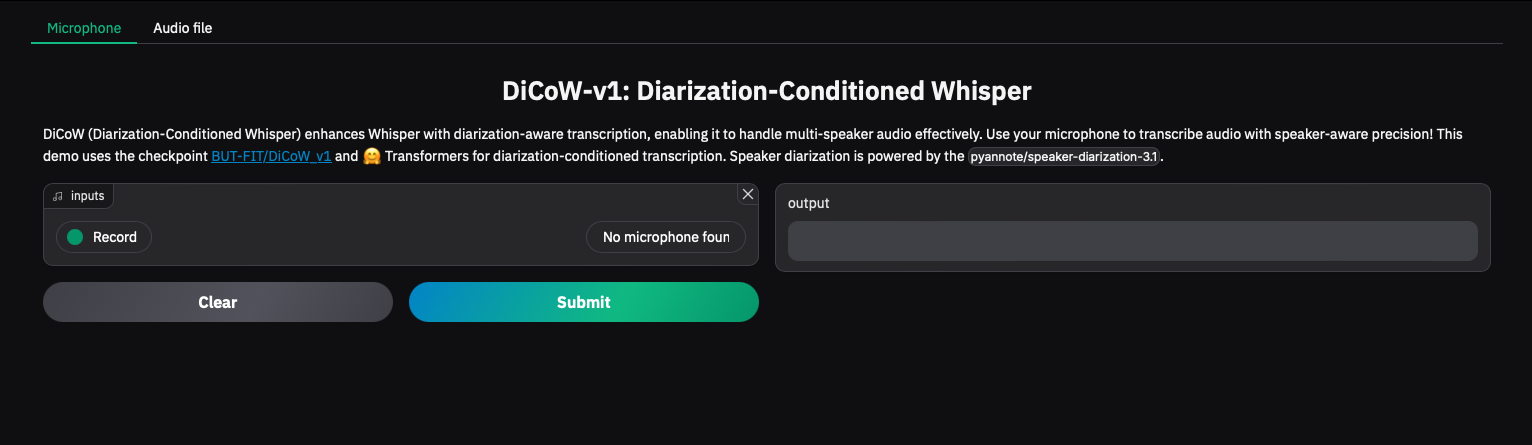 Microphone Audio file
DiCoW-v1: Diarization-Conditioned Whisper
DiCoW (Diarization-Conditioned Whisper) enhances Whisper with diarization-aware transcription, enabling it to handle multi-speaker audio effectively. Use your microphone to transcribe audio with speaker-aware precision! This
demo uses the checkpoint BUT-FIT/DiCoW_v1 and 🤗 Transformers for diarization-conditioned transcription. Speaker diarization is powered by the pyannote/speaker-diarization-3.1.
inputs
output
Record No microphone foun
Clear Submit